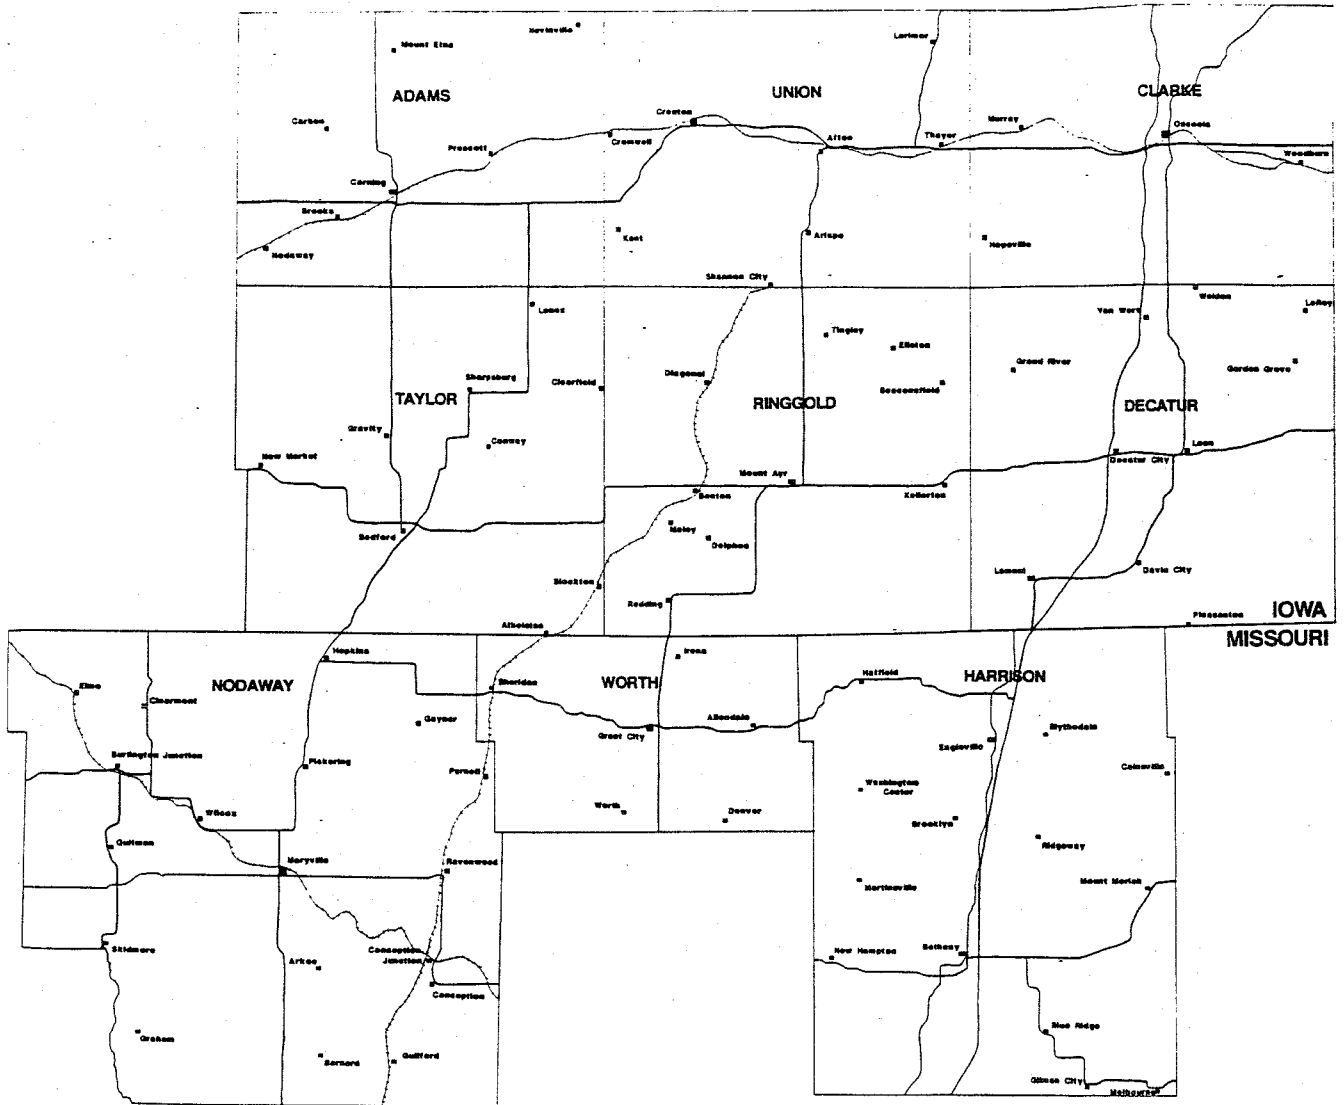 Nevinville
Mount Etna
Lorimor
ADAMS
UNION
CLARKE
Carbon
Creston
Cromwell
Afton
Thayer
Murray
Osceola
Woodburn
Prescott
Corning
Brooks
Nodaway
Kent
Arispe
Hopeville
Shannon City
Lenox
Tingley
Ellston
Van Wert
Weldon
LeRoy
Grand River
Garden Grove
Sharpsburg
Clearfield
Diagonal
Beaconsfield
TAYLOR
RINGGOLD
DECATUR
Gravity
Conway
New Market
Mount Ayr
Decatur City
Leon
Benton
Kellerton
Bedford
Maloy
Delphos
Blockton
Redding
Lamoni
Davis City
Athelstan
Pleasanton
IOWA
MISSOURI
Hopkins
Irena
Elmo
NODAWAY
Sheridan
WORTH
Hatfield
HARRISON
Clearmont
Gaynor
Grant City
Allendale
Eagleville
Blythedale
Burlington Junction
Pickering
Parnell
Washington
Center
Cainsville
Wilcox
Worth
Denver
Brooklyn
Quitman
Ridgeway
Maryville
Ravenwood
Martinsville
Mount Moriah
Skidmore
Arkoe
Conception
Junction
New Hampton
Bethany
Conception
Graham
Barnard
Guilford
Blue Ridge
Gilman City
Melbourne